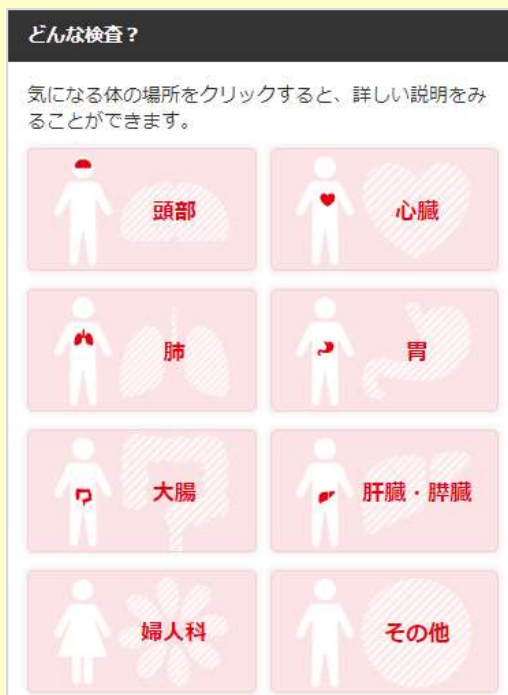 どんな検査？
気になる体の場所をクリックすると、詳しい説明をみ
ることができます。
頭部
心臓
肺
胃
大腸
肝臓・膵臓
婦人科
その他